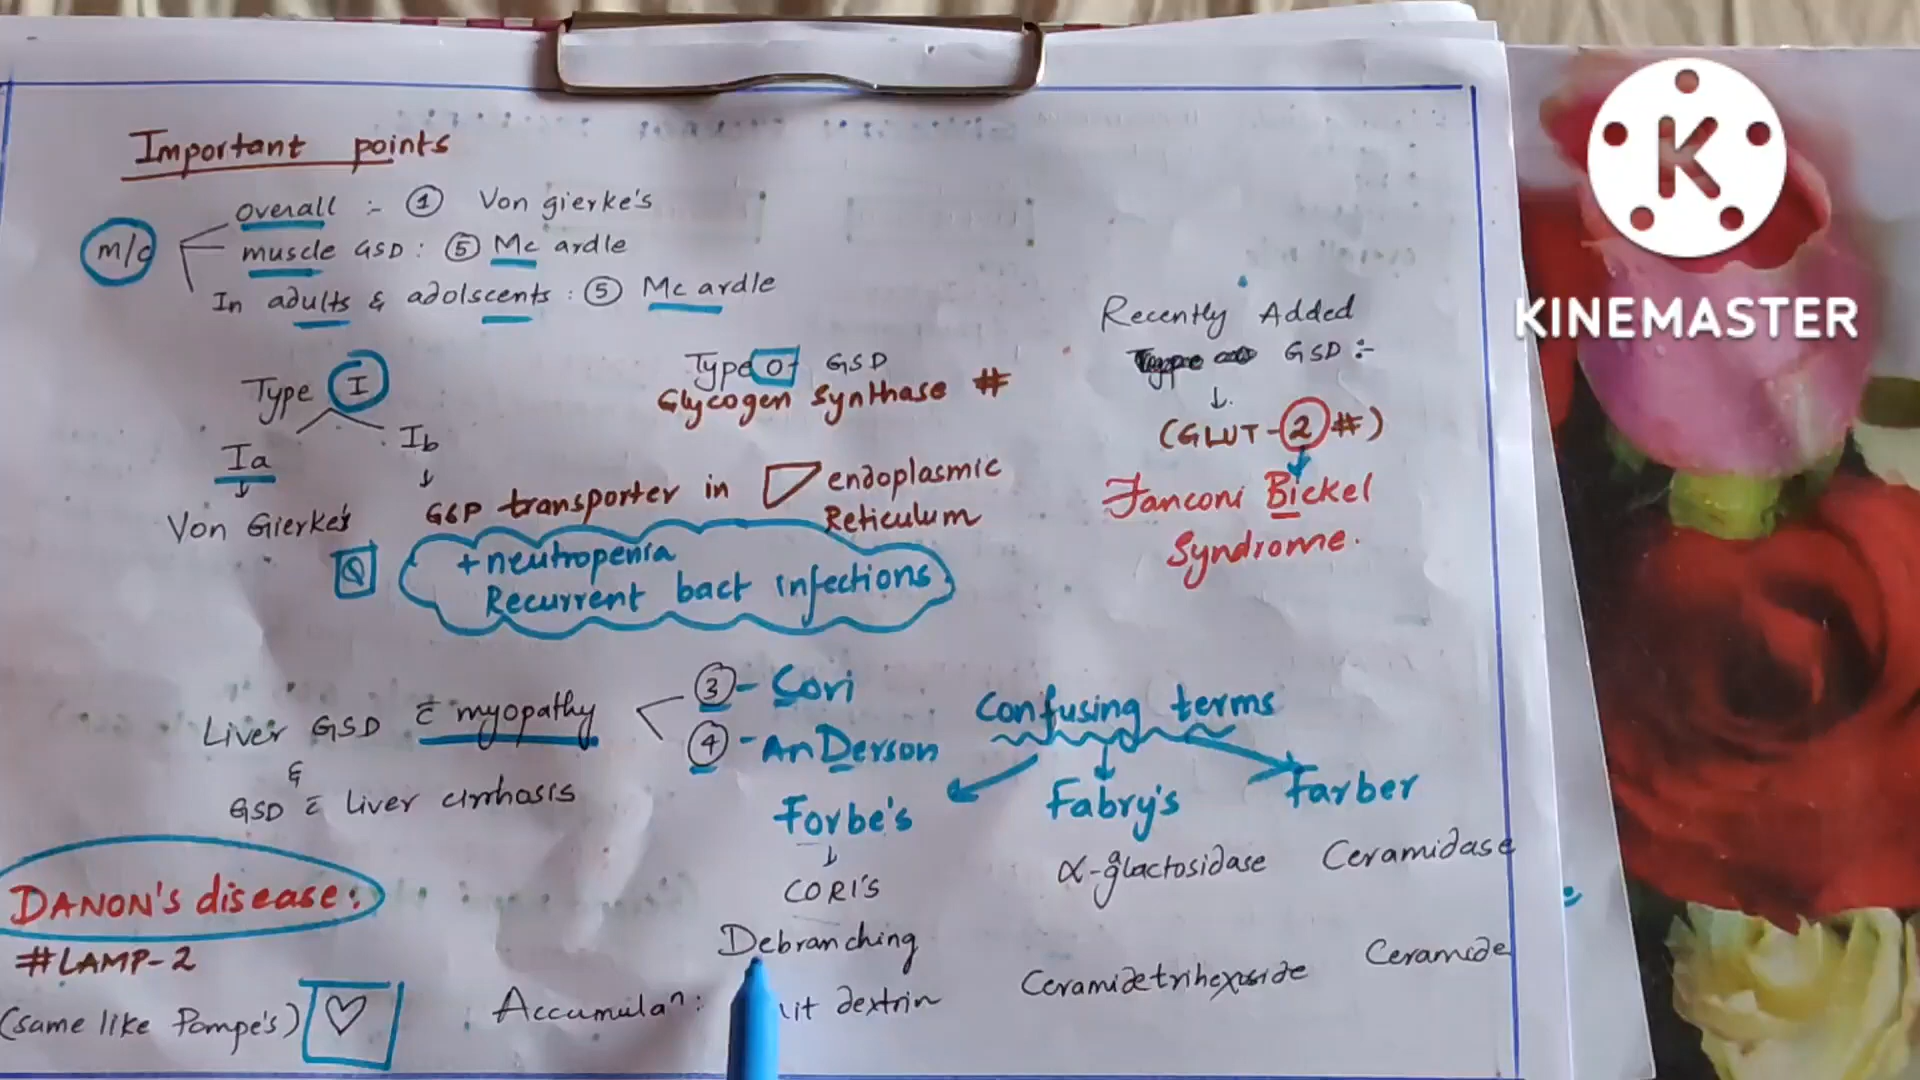 Important points
m/c
Overall :- ① Von gierke's
muscle GSD : ⑤ Mc ardle
In adults & adolscents : ⑤ Mc ardle
Type I
Ia
Ib
Von Gierke's
G6P transporter in endoplasmic
Reticulum
Q
+neutropenia
Recurrent bact infections
Type 0 GSD
Glycogen Synthase #
Recently Added
GSD :-
(GLUT-2 #)
Fanconi Bickel
Syndrome.
Liver GSD c̄ myopathy
&
GSD c̄ liver cirrhosis
③ - Cori
④ - AnDerson
Confusing terms
Forbe's
Fabry's
Farber
CORI'S
α-galactosidase
Ceramidase
Debranching
Accumulaⁿ: dextrin
Ceramidetrihexoside
Ceramide
DANON's disease:
#LAMP-2
(same like Pompe's) ♡
K
KINEMASTER